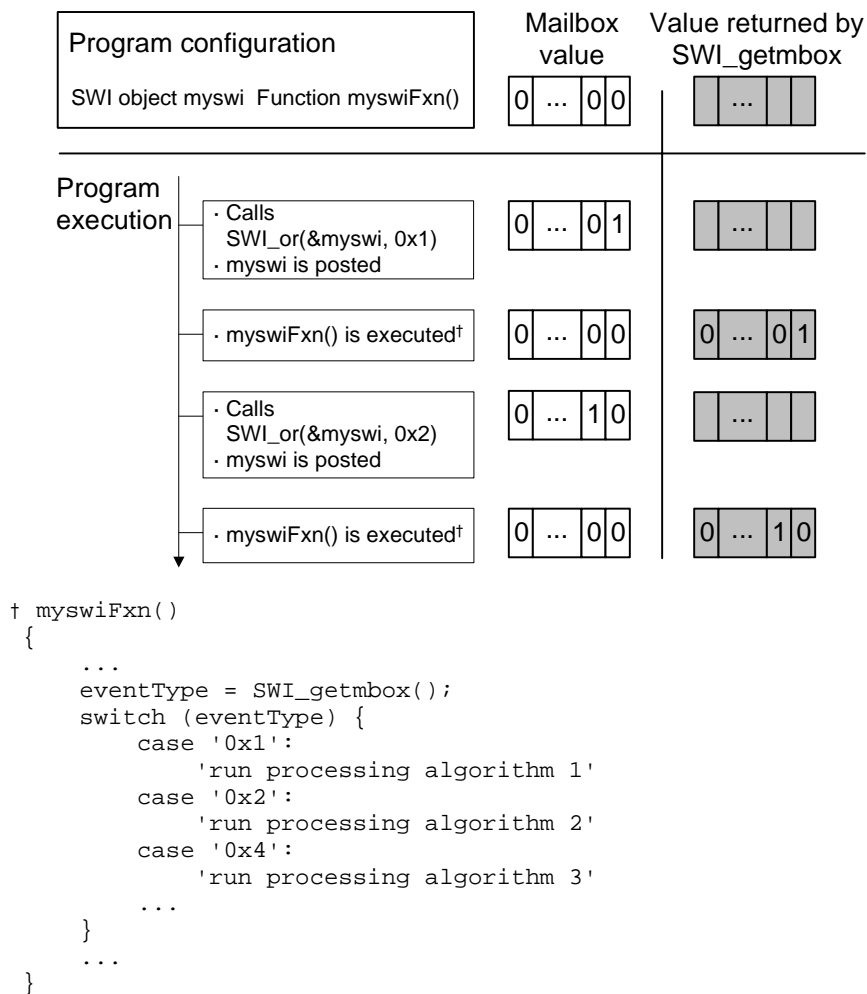 Program configuration
SWI object myswi Function myswiFxn()
Mailbox
value
Value returned by
SWI_getmbox
0 ... 0 0
...
Program
execution
· Calls
SWI_or(&myswi, 0x1)
· myswi is posted
0 ... 0 1
...
· myswiFxn() is executed†
0 ... 0 0
0 ... 0 1
· Calls
SWI_or(&myswi, 0x2)
· myswi is posted
0 ... 1 0
...
· myswiFxn() is executed†
0 ... 0 0
0 ... 1 0
† myswiFxn()
{
...
eventType = SWI_getmbox();
switch (eventType) {
case '0x1':
'run processing algorithm 1'
case '0x2':
'run processing algorithm 2'
case '0x4':
'run processing algorithm 3'
...
}
...
}